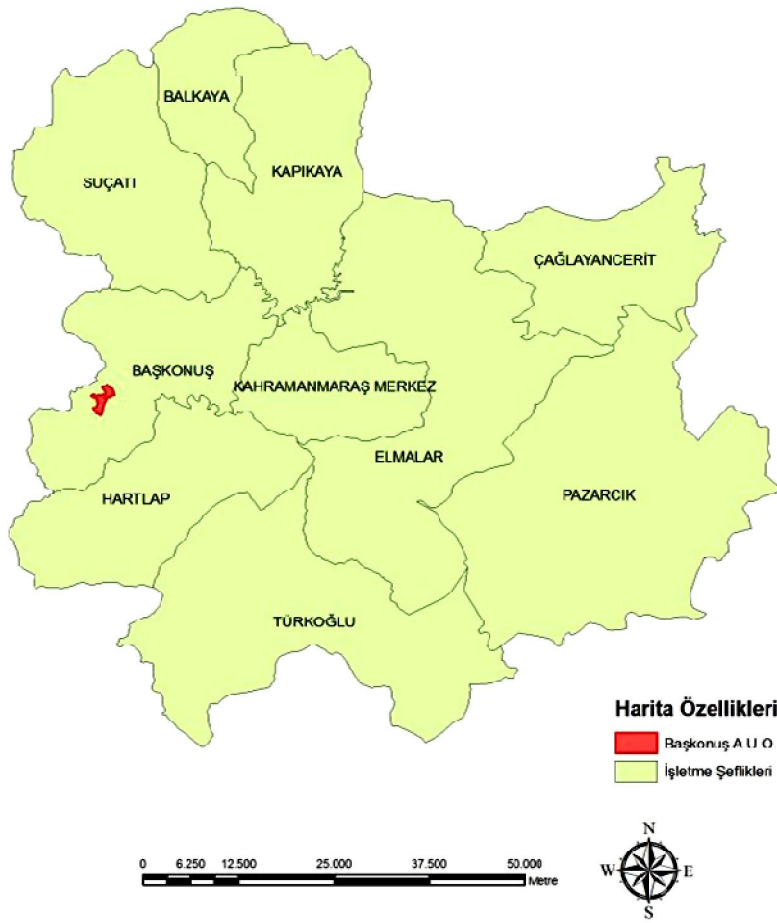 BALKAYA
KAPIKAYA
SUÇATI
ÇAĞLAYANCERİT
BAŞKONUŞ
KAHRAMANMARAŞ MERKEZ
ELMALAR
HARTLAP
PAZARCIK
TÜRKOĞLU
Harita Özellikleri
Başkonuş A U O
İşletme Şeflikleri
0 6.250 12.500 25.000 37.500 50.000
Metre
N
W E
S